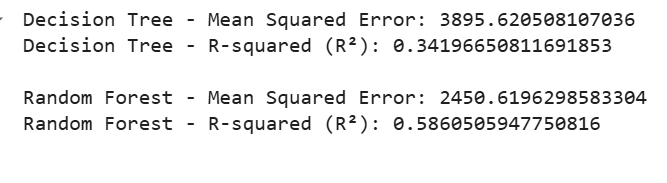 Decision Tree - Mean Squared Error: 3895.620508107036
Decision Tree - R-squared (R²): 0.34196650811691853
Random Forest - Mean Squared Error: 2450.6196298583304
Random Forest - R-squared (R²): 0.5860505947750816